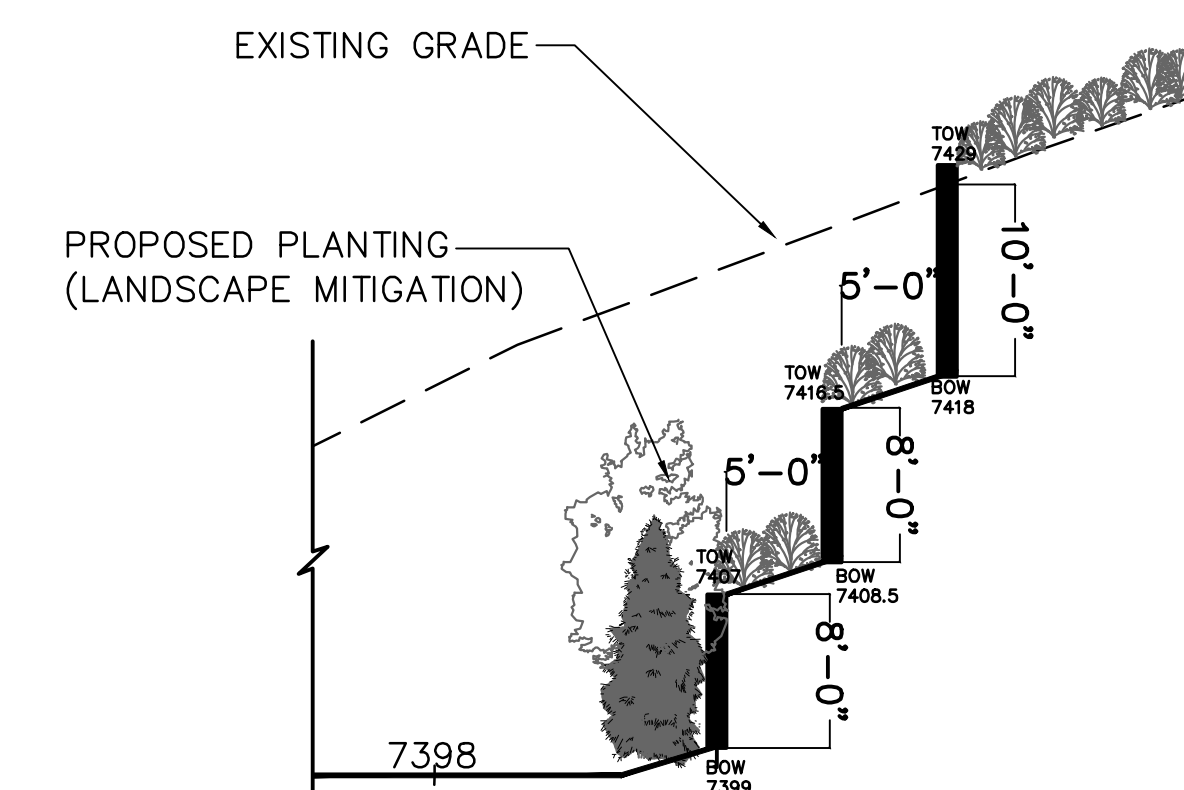 EXISTING GRADE
TOW
7429
PROPOSED PLANTING
(LANDSCAPE MITIGATION)
10'-0"
5'-0"
TOW
7416.5
BOW
7418
8'-0"
5'-0"
TOW
7407
BOW
7408.5
8'-0"
7398
BOW
7399